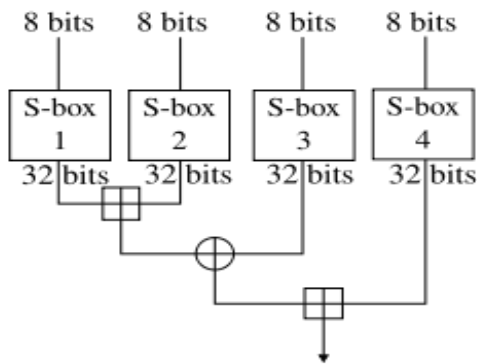 8 bits 8 bits 8 bits 8 bits
S-box S-box S-box S-box
1 2 3 4
32 bits 32 bits 32 bits 32 bits